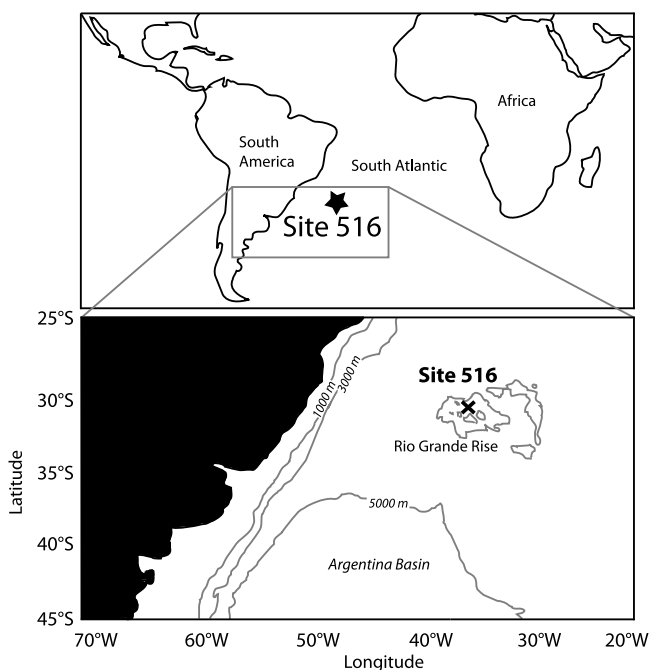 Africa
South
America
South Atlantic
Site 516
25°S
30°S
35°S
40°S
45°S
Latitude
1000 m
3000 m
Site 516
Rio Grande Rise
5000 m
Argentina Basin
70°W
60°W
50°W
40°W
30°W
20°W
Longitude